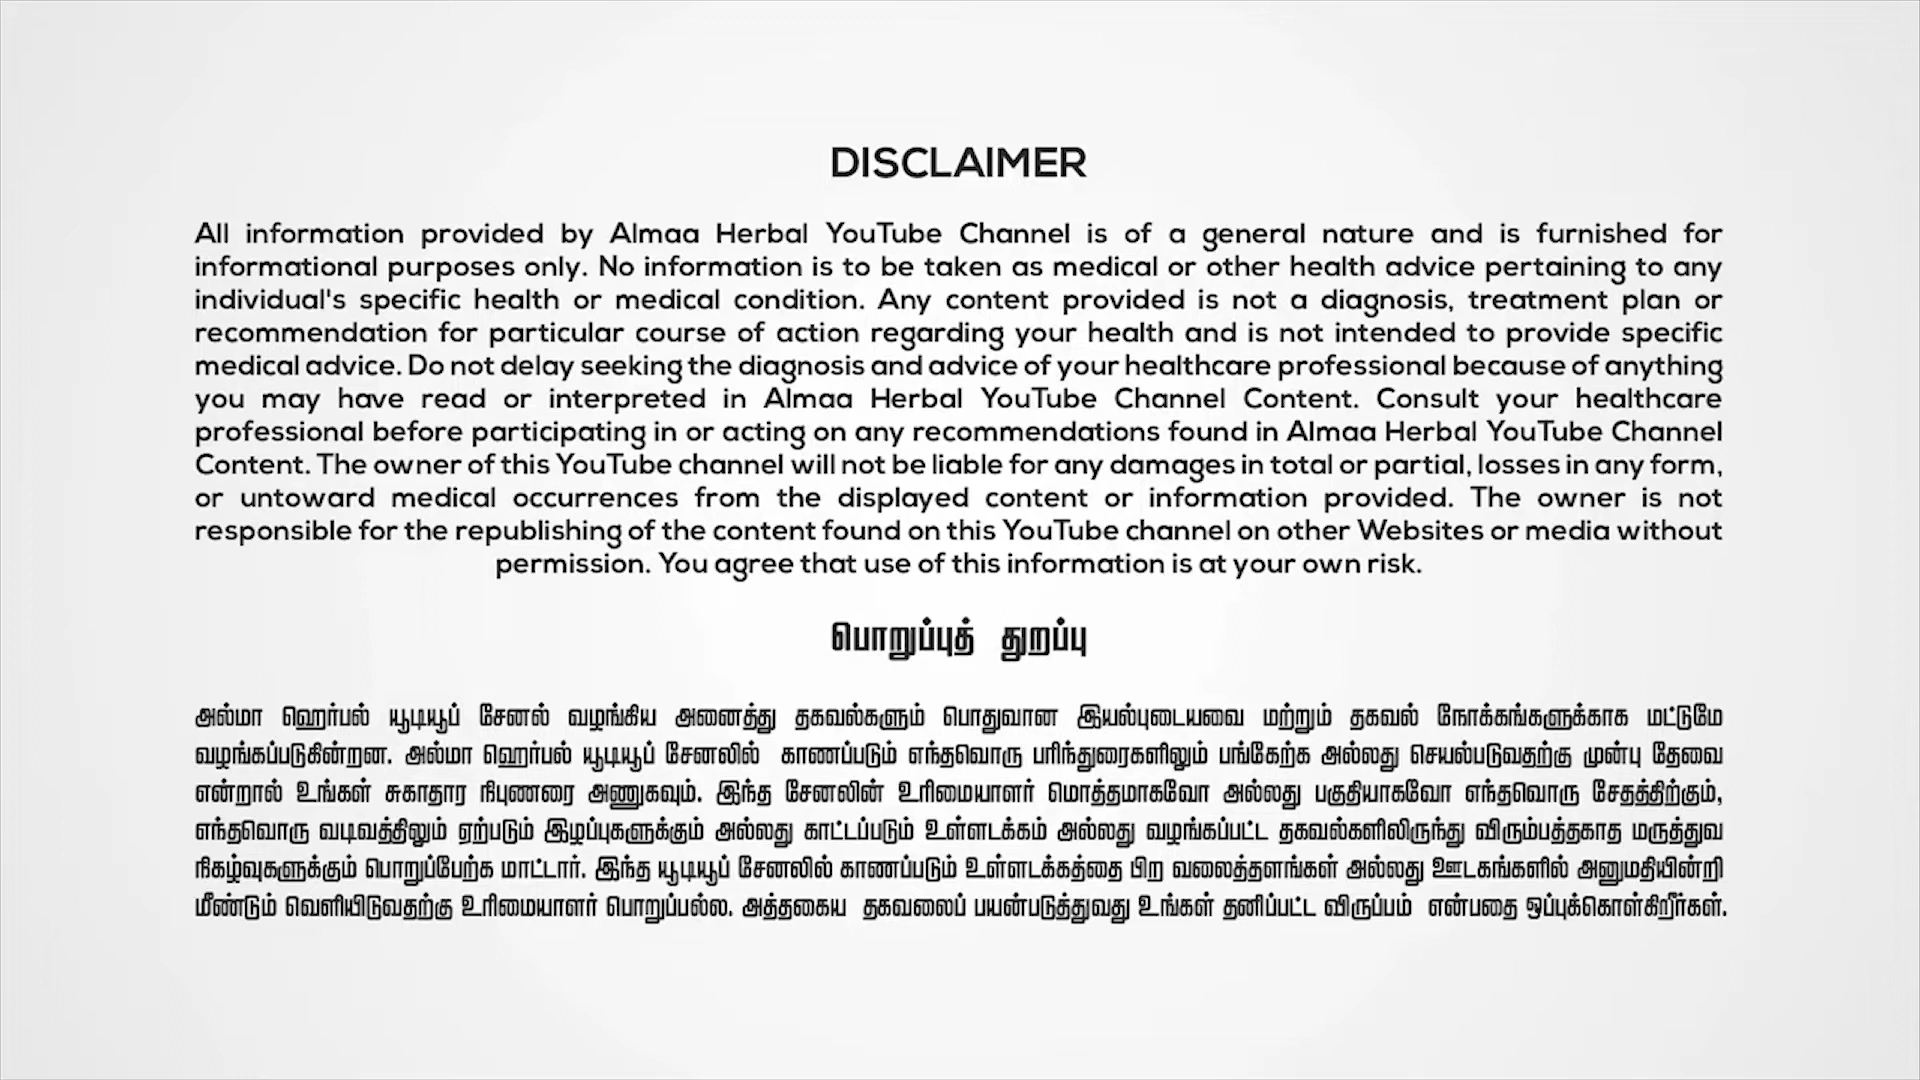 DISCLAIMER
All information provided by Almaa Herbal YouTube Channel is of a general nature and is furnished for
informational purposes only. No information is to be taken as medical or other health advice pertaining to any
individual's specific health or medical condition. Any content provided is not a diagnosis, treatment plan or
recommendation for particular course of action regarding your health and is not intended to provide specific
medical advice. Do not delay seeking the diagnosis and advice of your healthcare professional because of anything
you may have read or interpreted in Almaa Herbal YouTube Channel Content. Consult your healthcare
professional before participating in or acting on any recommendations found in Almaa Herbal YouTube Channel
Content. The owner of this YouTube channel will not be liable for any damages in total or partial, losses in any form,
or untoward medical occurrences from the displayed content or information provided. The owner is not
responsible for the republishing of the content found on this YouTube channel on other Websites or media without
permission. You agree that use of this information is at your own risk.
பொறுப்புத் துறப்பு
அல்மா ஹெர்பல் யூடியூப் சேனல் வழங்கிய அனைத்து தகவல்களும் பொதுவான இயல்புடையவை மற்றும் தகவல் நோக்கங்களுக்காக மட்டுமே
வழங்கப்படுகின்றன. அல்மா ஹெர்பல் யூடியூப் சேனலில் காணப்படும் எந்தவொரு பரிந்துரைகளிலும் பங்கேற்க அல்லது செயல்படுவதற்கு முன்பு தேவை
என்றால் உங்கள் சுகாதார நிபுணரை அணுகவும். இந்த சேனலின் உரிமையாளர் மொத்தமாகவோ அல்லது பகுதியாகவோ எந்தவொரு சேதத்திற்கும்,
எந்தவொரு வடிவத்திலும் ஏற்படும் இழப்புகளுக்கும் அல்லது காட்டப்படும் உள்ளடக்கம் அல்லது வழங்கப்பட்ட தகவல்களிலிருந்து விரும்பத்தகாத மருத்துவ
நிகழ்வுகளுக்கும் பொறுப்பேற்க மாட்டார். இந்த யூடியூப் சேனலில் காணப்படும் உள்ளடக்கத்தை பிற வலைத்தளங்கள் அல்லது ஊடகங்களில் அனுமதியின்றி
மீண்டும் வெளியிடுவதற்கு உரிமையாளர் பொறுப்பல்ல. அத்தகைய தகவலைப் பயன்படுத்துவது உங்கள் தனிப்பட்ட விருப்பம் என்பதை ஒப்புக்கொள்கிறீர்கள்.